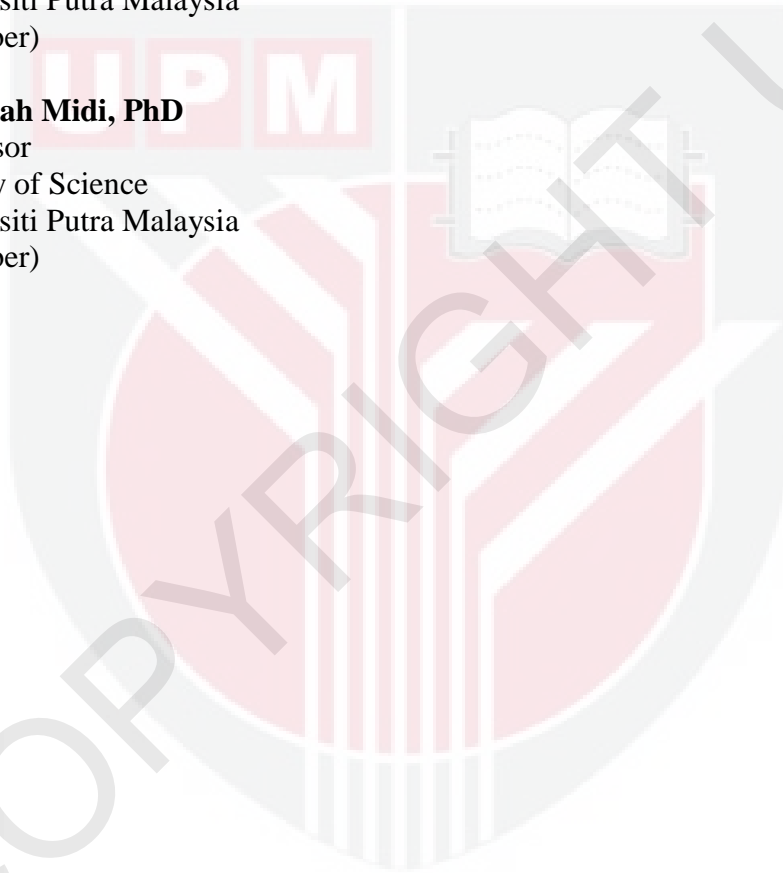 siti Putra Malaysia
ber)
UPM
ah Midi, PhD
sor
y of Science
siti Putra Malaysia
ber)
COPYRIGHT U